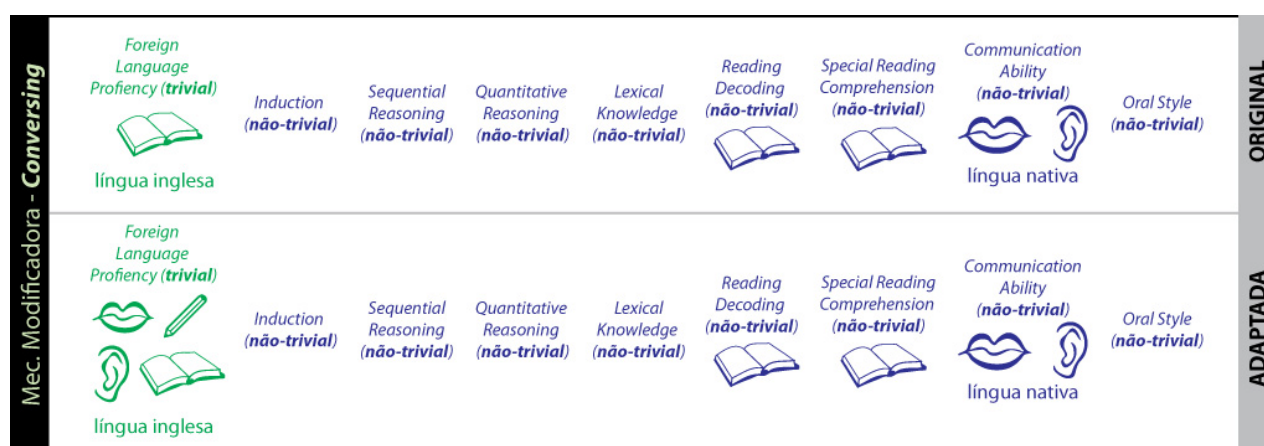 Mec. Modificadora - Conversing
Foreign
Language
Profiency (trivial)
língua inglesa
Induction
(não-trivial)
Sequential
Reasoning
(não-trivial)
Quantitative
Reasoning
(não-trivial)
Lexical
Knowledge
(não-trivial)
Reading
Decoding
(não-trivial)
Special Reading
Comprehension
(não-trivial)
Communication
Ability
(não-trivial)
língua nativa
Oral Style
(não-trivial)
ORIGINAL
Foreign
Language
Profiency (trivial)
língua inglesa
Induction
(não-trivial)
Sequential
Reasoning
(não-trivial)
Quantitative
Reasoning
(não-trivial)
Lexical
Knowledge
(não-trivial)
Reading
Decoding
(não-trivial)
Special Reading
Comprehension
(não-trivial)
Communication
Ability
(não-trivial)
língua nativa
Oral Style
(não-trivial)
ADAPTADA